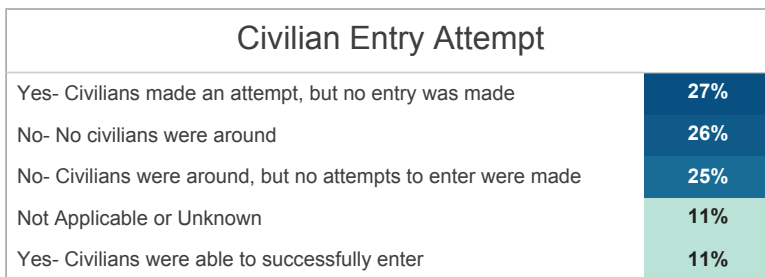 Civilian Entry Attempt
Yes- Civilians made an attempt, but no entry was made 27%
No- No civilians were around 26%
No- Civilians were around, but no attempts to enter were made 25%
Not Applicable or Unknown 11%
Yes- Civilians were able to successfully enter 11%